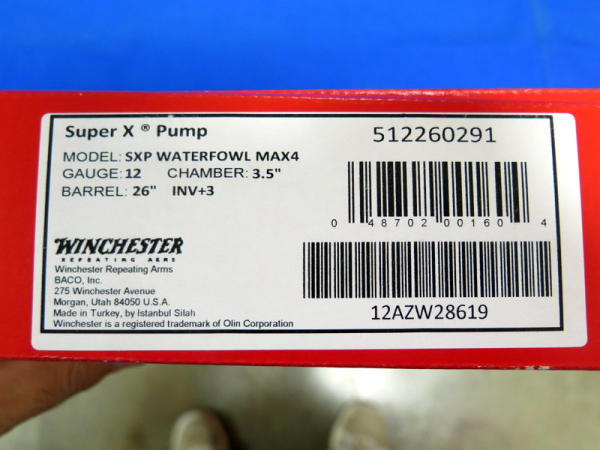 Super X ® Pump
MODEL: SXP WATERFOWL MAX4
GAUGE: 12 CHAMBER: 3.5"
BARREL: 26" INV+3
WINCHESTER
REPEATING ARMS
Winchester Repeating Arms
BACO, Inc.
275 Winchester Avenue
Morgan, Utah 84050 U.S.A.
Made in Turkey, by Istanbul Silah
Winchester is a registered trademark of Olin Corporation
512260291
0 48702 00160 4
12AZW28619